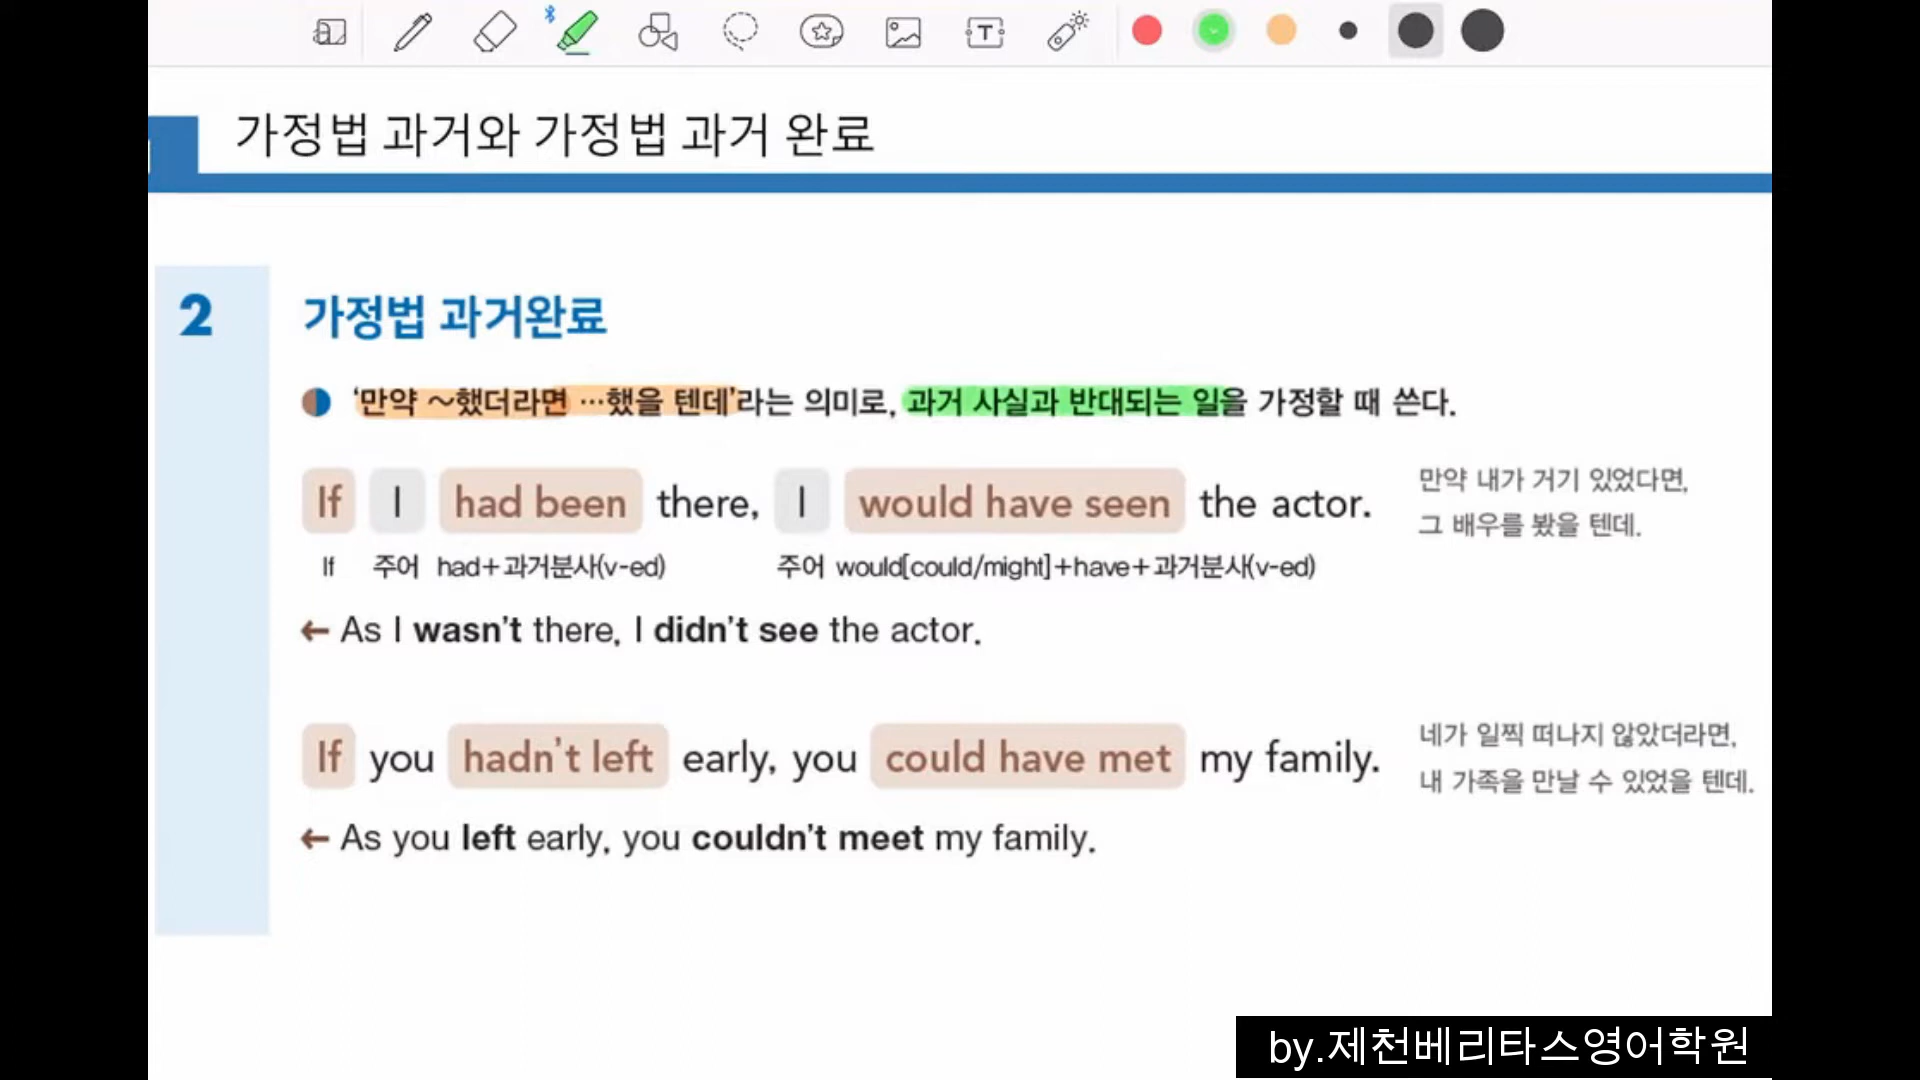 가정법 과거와 가정법 과거 완료
2 가정법 과거완료
‘만약 ~했더라면 …했을 텐데’라는 의미로, 과거 사실과 반대되는 일을 가정할 때 쓴다.
If I had been there, I would have seen the actor.
만약 내가 거기 있었다면,
그 배우를 봤을 텐데.
If 주어 had+과거분사(v-ed) 주어 would[could/might]+have+과거분사(v-ed)
← As I wasn't there, I didn't see the actor.
If you hadn't left early, you could have met my family.
네가 일찍 떠나지 않았더라면,
내 가족을 만날 수 있었을 텐데.
← As you left early, you couldn't meet my family.
by.제천베리타스영어학원